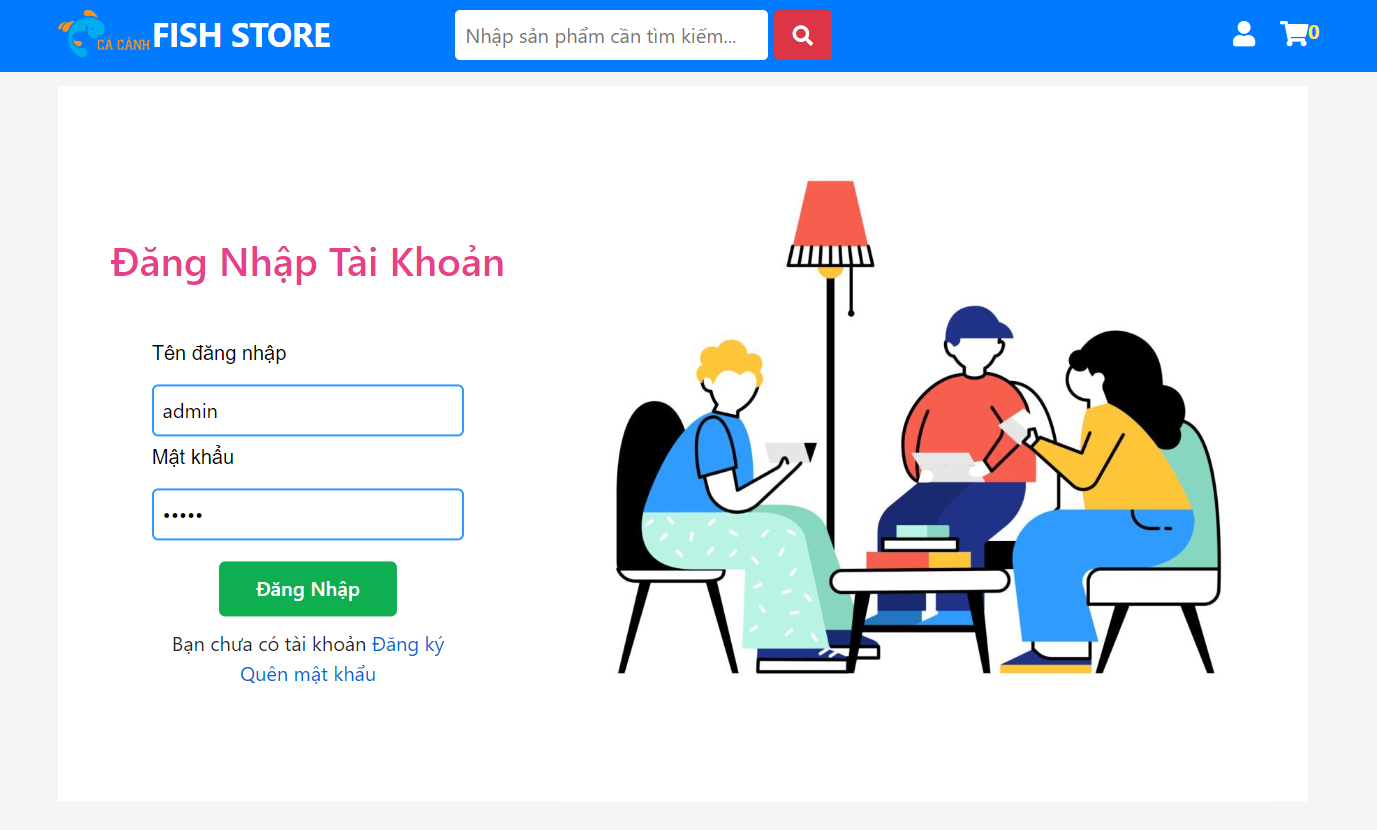 CÁ CẢNH FISH STORE
Nhập sản phẩm cần tìm kiếm...
0
Đăng Nhập Tài Khoản
Tên đăng nhập
admin
Mật khẩu
•••••
Đăng Nhập
Bạn chưa có tài khoản Đăng ký
Quên mật khẩu